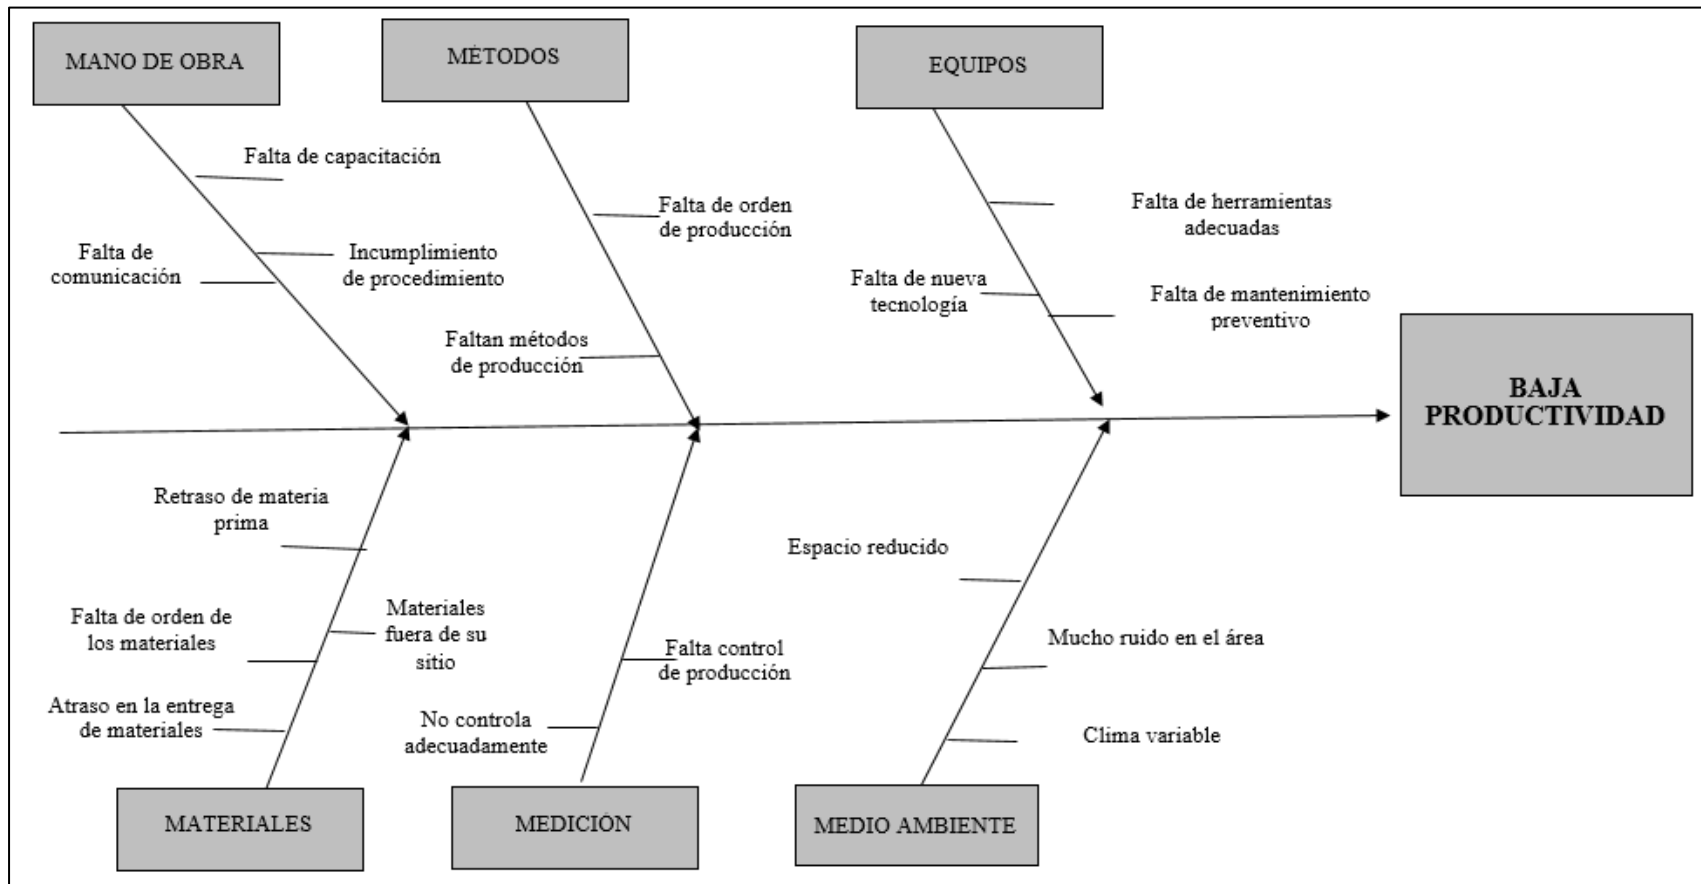 MANO DE OBRA
MÉTODOS
EQUIPOS
Falta de capacitación
Falta de
comunicación
Incumplimiento
de procedimiento
Falta de orden
de producción
Faltan métodos
de producción
Falta de herramientas
adecuadas
Falta de nueva
tecnología
Falta de mantenimiento
preventivo
BAJA
PRODUCTIVIDAD
Retraso de materia
prima
Falta de orden de
los materiales
Materiales
fuera de su
sitio
Atraso en la entrega
de materiales
Falta control
de producción
No controla
adecuadamente
Espacio reducido
Mucho ruido en el área
Clima variable
MATERIALES
MEDICIÓN
MEDIO AMBIENTE